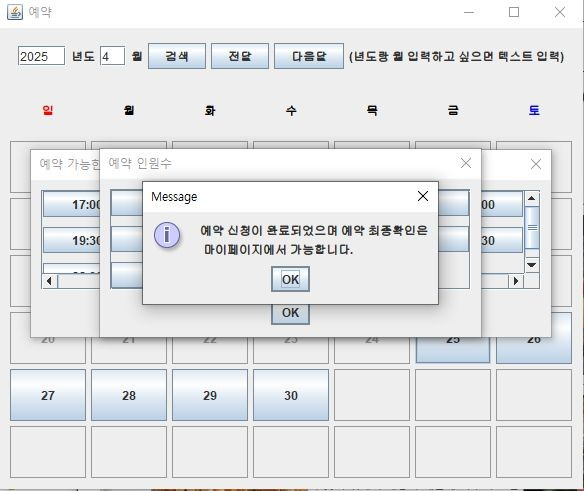 예약
2025 년도 4 월 검색 전달 다음달 (년도랑 월 입력하고 싶으면 텍스트 입력)
일 월 화 수 목 금 토
예약 가능한
예약 인원수
Message
예약 신청이 완료되었으며 예약 최종확인은
마이페이지에서 가능합니다.
OK
17:00
:00
19:30
:30
OK
20 21 22 23 24 25 26
27 28 29 30